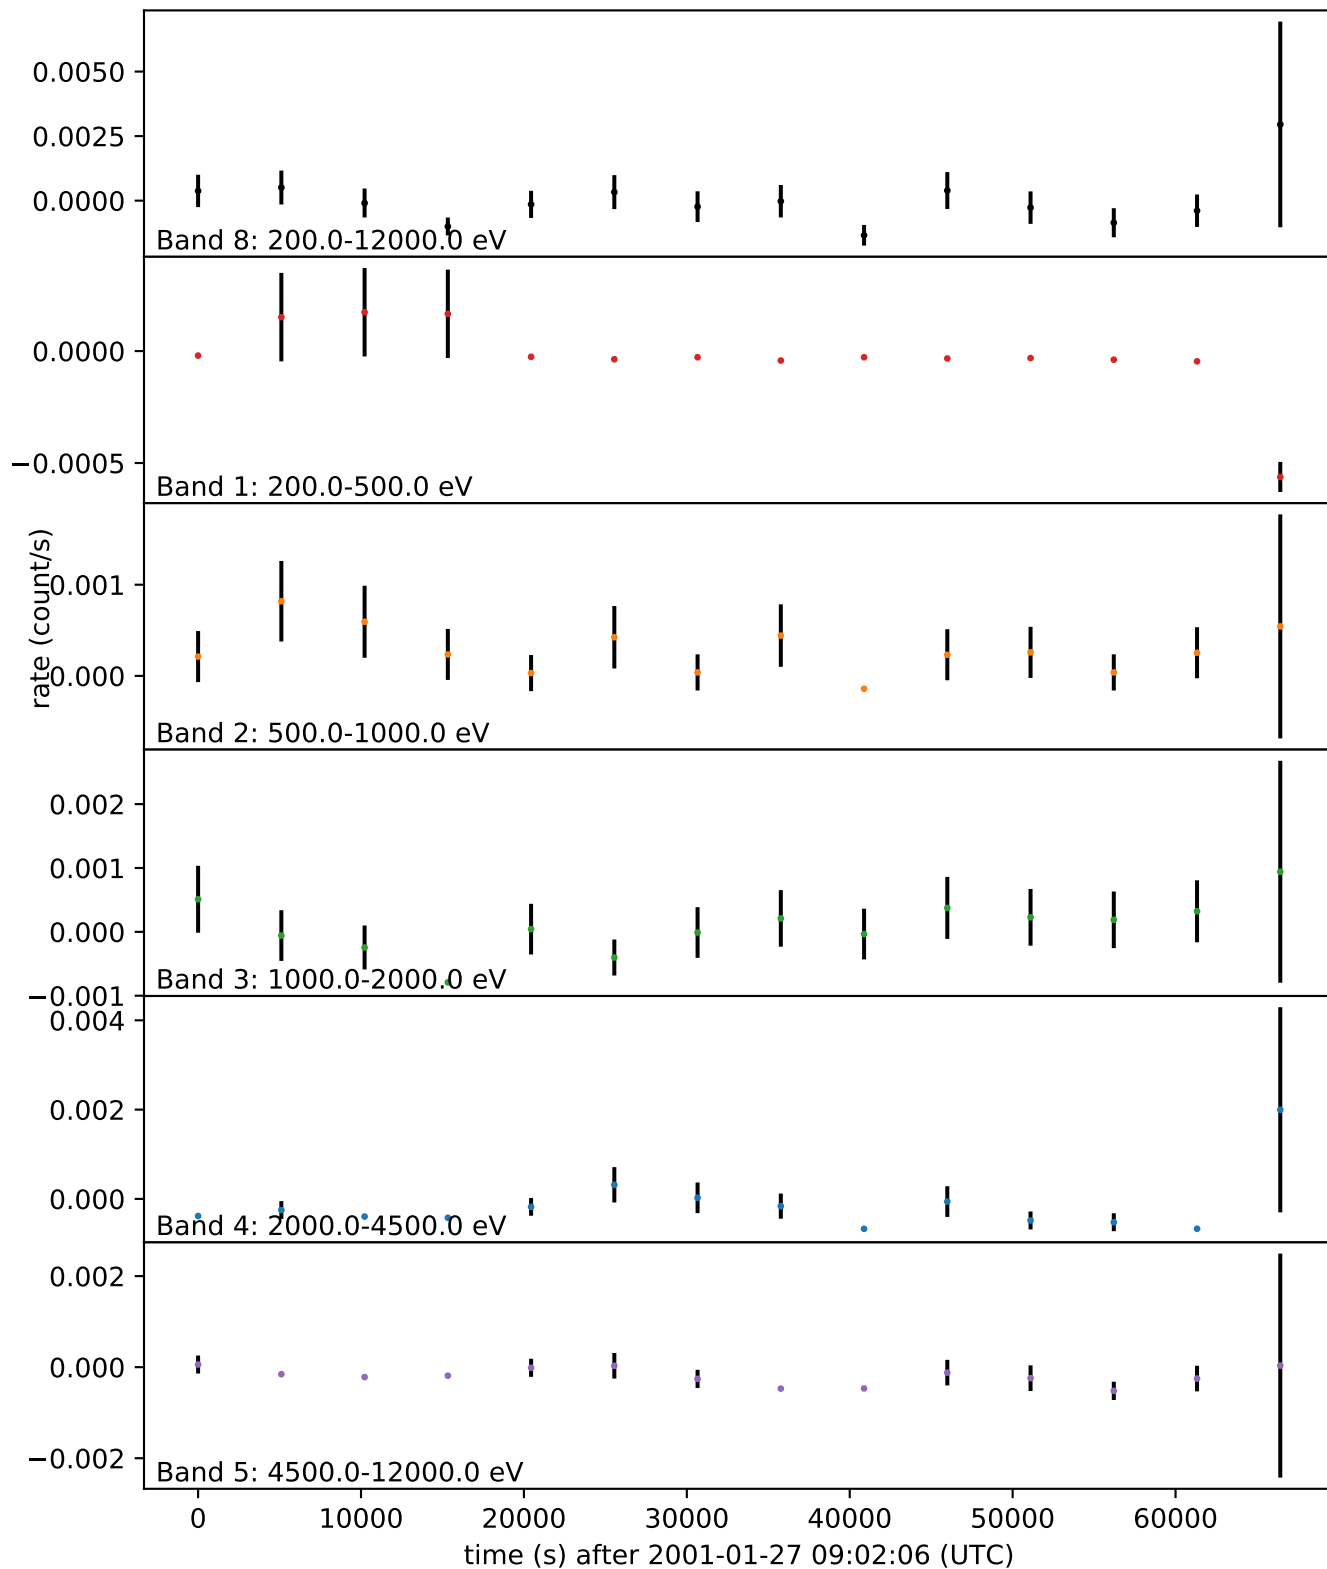 0.0050
0.0025
0.0000
Band 8: 200.0-12000.0 eV
0.0000
−0.0005
Band 1: 200.0-500.0 eV
rate (count/s)
0.001
0.000
Band 2: 500.0-1000.0 eV
0.002
0.001
0.000
−0.001
Band 3: 1000.0-2000.0 eV
0.004
0.002
0.000
Band 4: 2000.0-4500.0 eV
0.002
0.000
−0.002
Band 5: 4500.0-12000.0 eV
0 10000 20000 30000 40000 50000 60000
time (s) after 2001-01-27 09:02:06 (UTC)